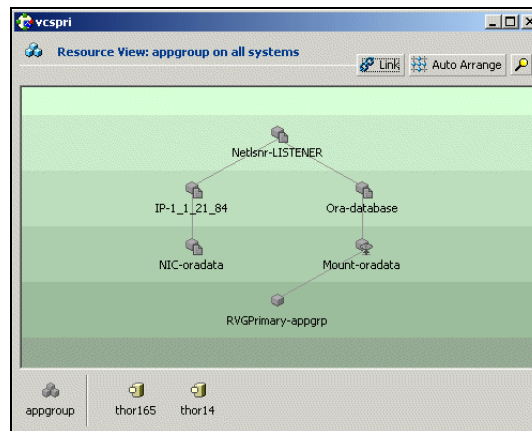 vcspri
Resource View: appgroup on all systems
Link
Auto Arrange
Netlsnr-LISTENER
IP-1_1_21_84
Ora-database
NIC-oradata
Mount-oradata
RVGPrimary-appgrp
appgroup
thor165
thor14